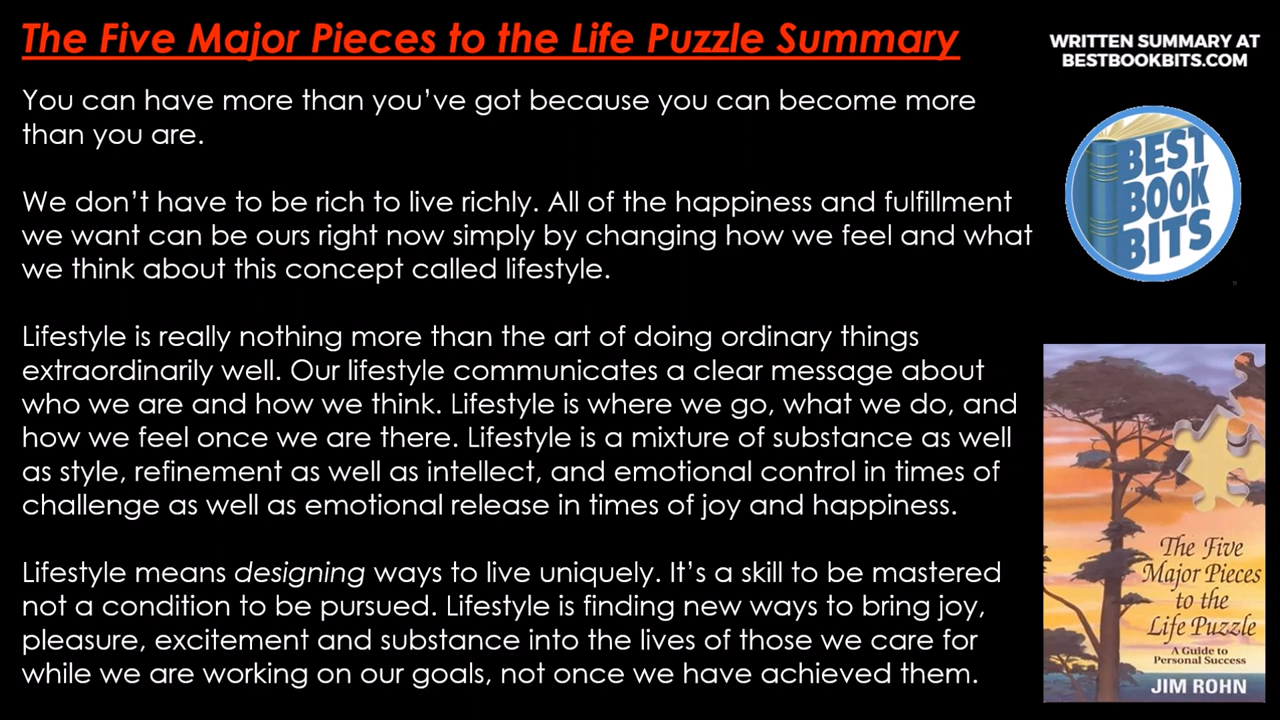 The Five Major Pieces to the Life Puzzle Summary
You can have more than you’ve got because you can become more
than you are.
We don’t have to be rich to live richly. All of the happiness and fulfillment
we want can be ours right now simply by changing how we feel and what
we think about this concept called lifestyle.
Lifestyle is really nothing more than the art of doing ordinary things
extraordinarily well. Our lifestyle communicates a clear message about
who we are and how we think. Lifestyle is where we go, what we do, and
how we feel once we are there. Lifestyle is a mixture of substance as well
as style, refinement as well as intellect, and emotional control in times of
challenge as well as emotional release in times of joy and happiness.
Lifestyle means designing ways to live uniquely. It’s a skill to be mastered
not a condition to be pursued. Lifestyle is finding new ways to bring joy,
pleasure, excitement and substance into the lives of those we care for
while we are working on our goals, not once we have achieved them.
WRITTEN SUMMARY AT
BESTBOOKBITS.COM
BEST
BOOK
BITS
The Five
Major Pieces
to the
Life Puzzle
A Guide to
Personal Success
JIM ROHN